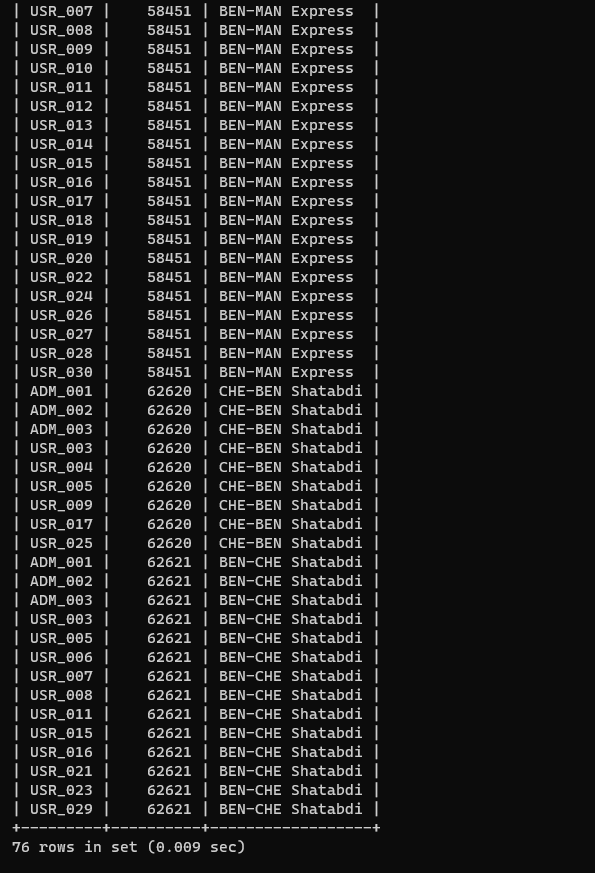 | USR_007 |    58451 | BEN-MAN Express  |
| USR_008 |    58451 | BEN-MAN Express  |
| USR_009 |    58451 | BEN-MAN Express  |
| USR_010 |    58451 | BEN-MAN Express  |
| USR_011 |    58451 | BEN-MAN Express  |
| USR_012 |    58451 | BEN-MAN Express  |
| USR_013 |    58451 | BEN-MAN Express  |
| USR_014 |    58451 | BEN-MAN Express  |
| USR_015 |    58451 | BEN-MAN Express  |
| USR_016 |    58451 | BEN-MAN Express  |
| USR_017 |    58451 | BEN-MAN Express  |
| USR_018 |    58451 | BEN-MAN Express  |
| USR_019 |    58451 | BEN-MAN Express  |
| USR_020 |    58451 | BEN-MAN Express  |
| USR_022 |    58451 | BEN-MAN Express  |
| USR_024 |    58451 | BEN-MAN Express  |
| USR_026 |    58451 | BEN-MAN Express  |
| USR_027 |    58451 | BEN-MAN Express  |
| USR_028 |    58451 | BEN-MAN Express  |
| USR_030 |    58451 | BEN-MAN Express  |
| ADM_001 |    62620 | CHE-BEN Shatabdi |
| ADM_002 |    62620 | CHE-BEN Shatabdi |
| ADM_003 |    62620 | CHE-BEN Shatabdi |
| USR_003 |    62620 | CHE-BEN Shatabdi |
| USR_004 |    62620 | CHE-BEN Shatabdi |
| USR_005 |    62620 | CHE-BEN Shatabdi |
| USR_009 |    62620 | CHE-BEN Shatabdi |
| USR_017 |    62620 | CHE-BEN Shatabdi |
| USR_025 |    62620 | CHE-BEN Shatabdi |
| ADM_001 |    62621 | BEN-CHE Shatabdi |
| ADM_002 |    62621 | BEN-CHE Shatabdi |
| ADM_003 |    62621 | BEN-CHE Shatabdi |
| USR_003 |    62621 | BEN-CHE Shatabdi |
| USR_005 |    62621 | BEN-CHE Shatabdi |
| USR_006 |    62621 | BEN-CHE Shatabdi |
| USR_007 |    62621 | BEN-CHE Shatabdi |
| USR_008 |    62621 | BEN-CHE Shatabdi |
| USR_011 |    62621 | BEN-CHE Shatabdi |
| USR_015 |    62621 | BEN-CHE Shatabdi |
| USR_016 |    62621 | BEN-CHE Shatabdi |
| USR_021 |    62621 | BEN-CHE Shatabdi |
| USR_023 |    62621 | BEN-CHE Shatabdi |
| USR_029 |    62621 | BEN-CHE Shatabdi |
+---------+----------+------------------+
76 rows in set (0.009 sec)